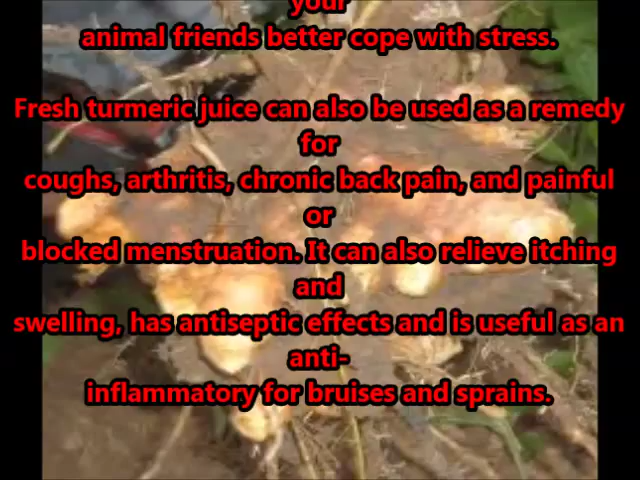 your
animal friends better cope with stress.
Fresh turmeric juice can also be used as a remedy
for
coughs, arthritis, chronic back pain, and painful
or
blocked menstruation. It can also relieve itching
and
swelling, has antiseptic effects and is useful as an
anti-
inflammatory for bruises and sprains.